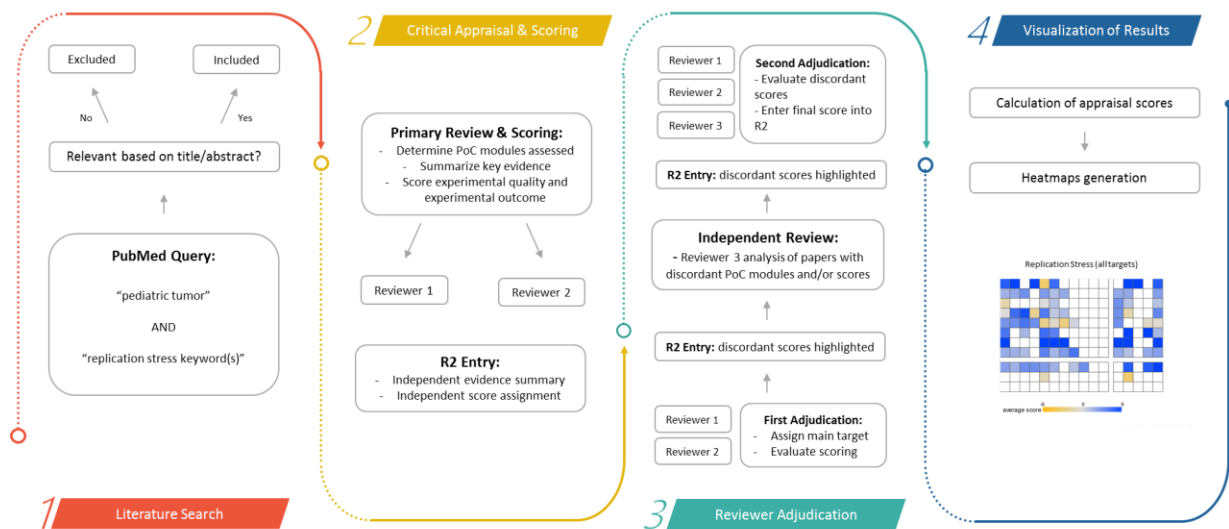 Excluded
Included
No
Yes
Relevant based on title/abstract?
PubMed Query:
“pediatric tumor”
AND
“replication stress keyword(s)”
1 Literature Search
2 Critical Appraisal & Scoring
Primary Review & Scoring:
- Determine PoC modules assessed
- Summarize key evidence
- Score experimental quality and
experimental outcome
Reviewer 1
Reviewer 2
R2 Entry:
- Independent evidence summary
- Independent score assignment
Reviewer 1
Reviewer 2
Reviewer 3
Second Adjudication:
- Evaluate discordant
scores
- Enter final score into
R2
R2 Entry: discordant scores highlighted
Independent Review:
- Reviewer 3 analysis of papers with
discordant PoC modules and/or scores
R2 Entry: discordant scores highlighted
Reviewer 1
Reviewer 2
First Adjudication:
- Assign main target
- Evaluate scoring
3 Reviewer Adjudication
4 Visualization of Results
Calculation of appraisal scores
Heatmaps generation
Replication Stress (all targets)
average score